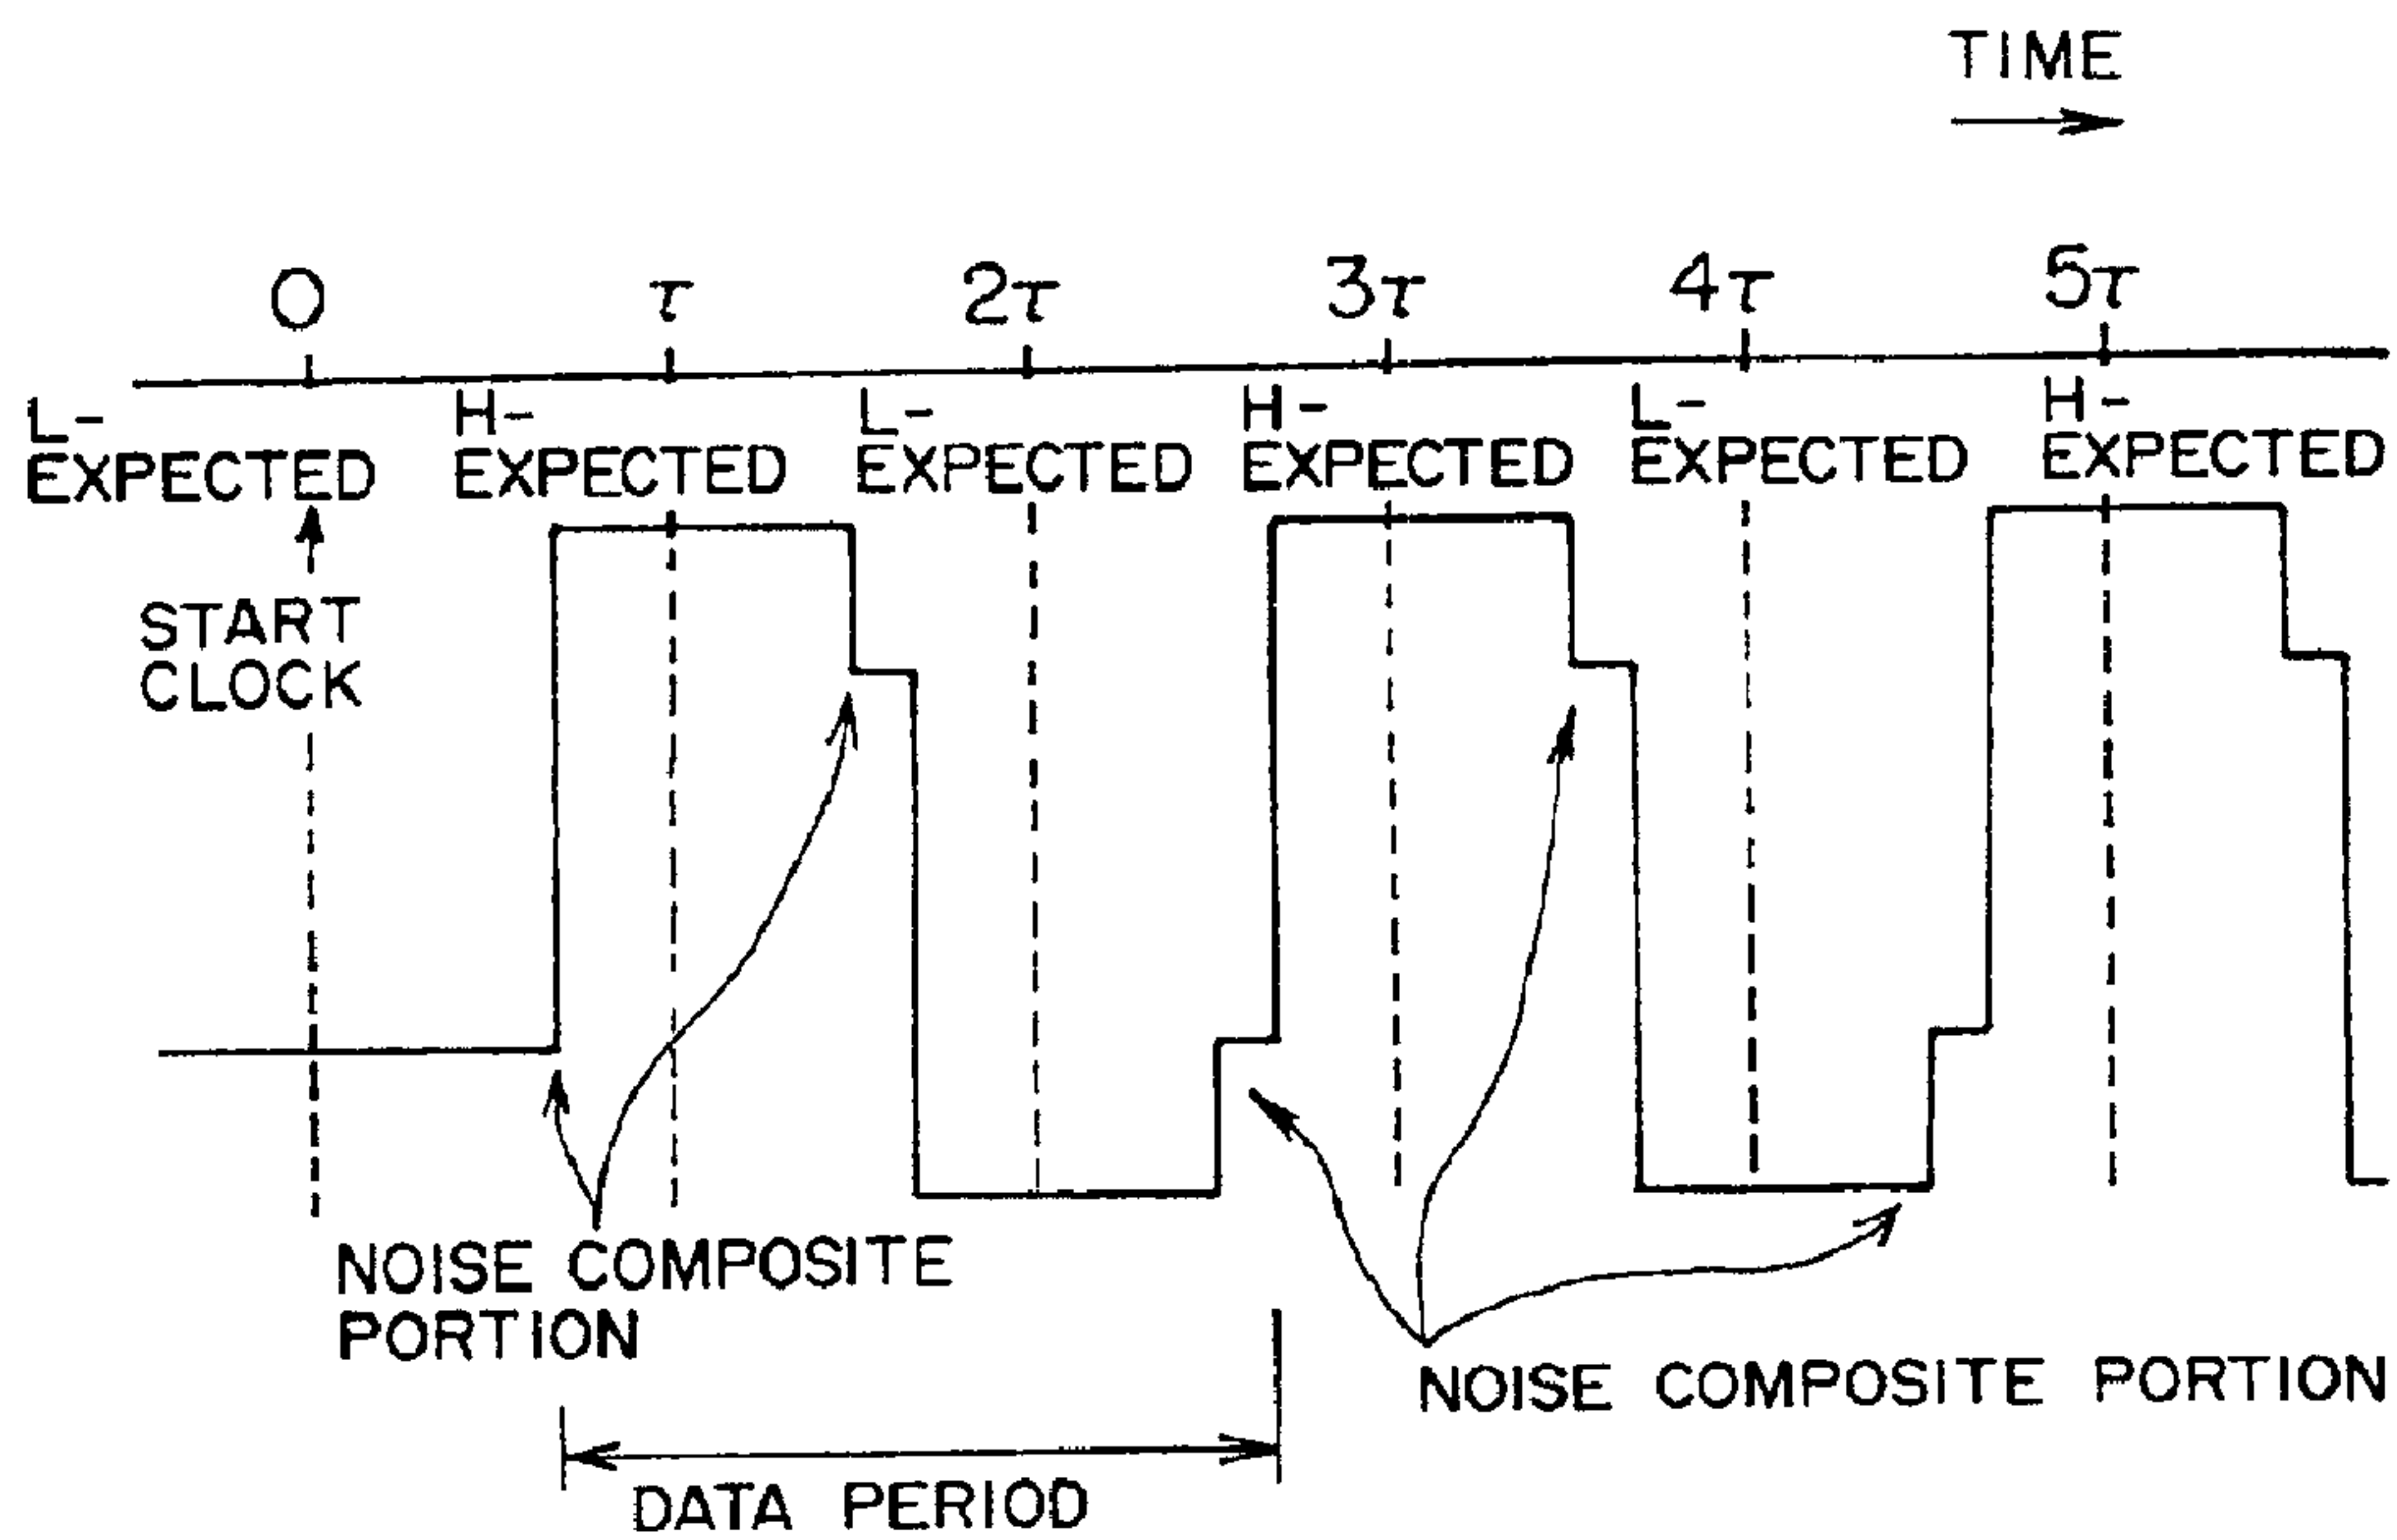 TIME
0 τ 2τ 3τ 4τ 5τ
L- H- L- H- L- H-
EXPECTED EXPECTED EXPECTED EXPECTED EXPECTED EXPECTED
START
CLOCK
NOISE COMPOSITE
PORTION
NOISE COMPOSITE PORTION
DATA PERIOD